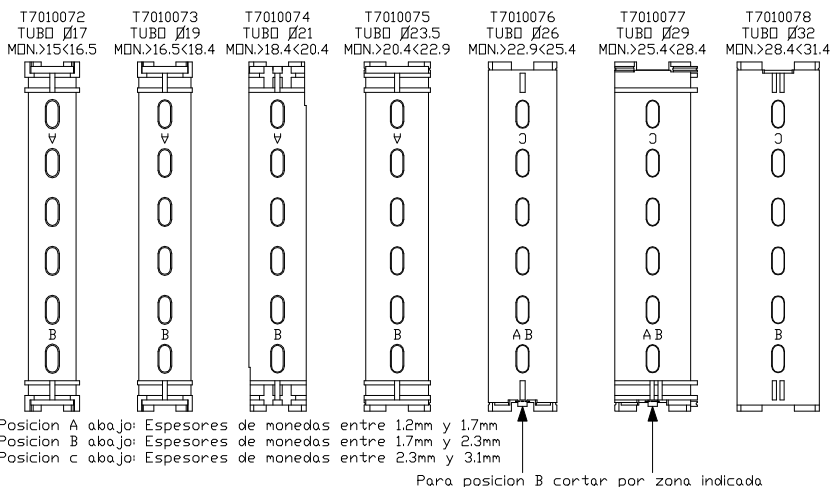 T7010072
TUBO Ø17
MON.>15<16.5
T7010073
TUBO Ø19
MON.>16.5<18.4
T7010074
TUBO Ø21
MON.>18.4<20.4
T7010075
TUBO Ø23.5
MON.>20.4<22.9
T7010076
TUBO Ø26
MON.>22.9<25.4
T7010077
TUBO Ø29
MON.>25.4<28.4
T7010078
TUBO Ø32
MON.>28.4<31.4
A
A
A
A
C
C
C
B
B
B
B
A B
A B
B
Posicion A abajo: Espesores de monedas entre 1.2mm y 1.7mm
Posicion B abajo: Espesores de monedas entre 1.7mm y 2.3mm
Posicion c abajo: Espesores de monedas entre 2.3mm y 3.1mm
Para posicion B cortar por zona indicada